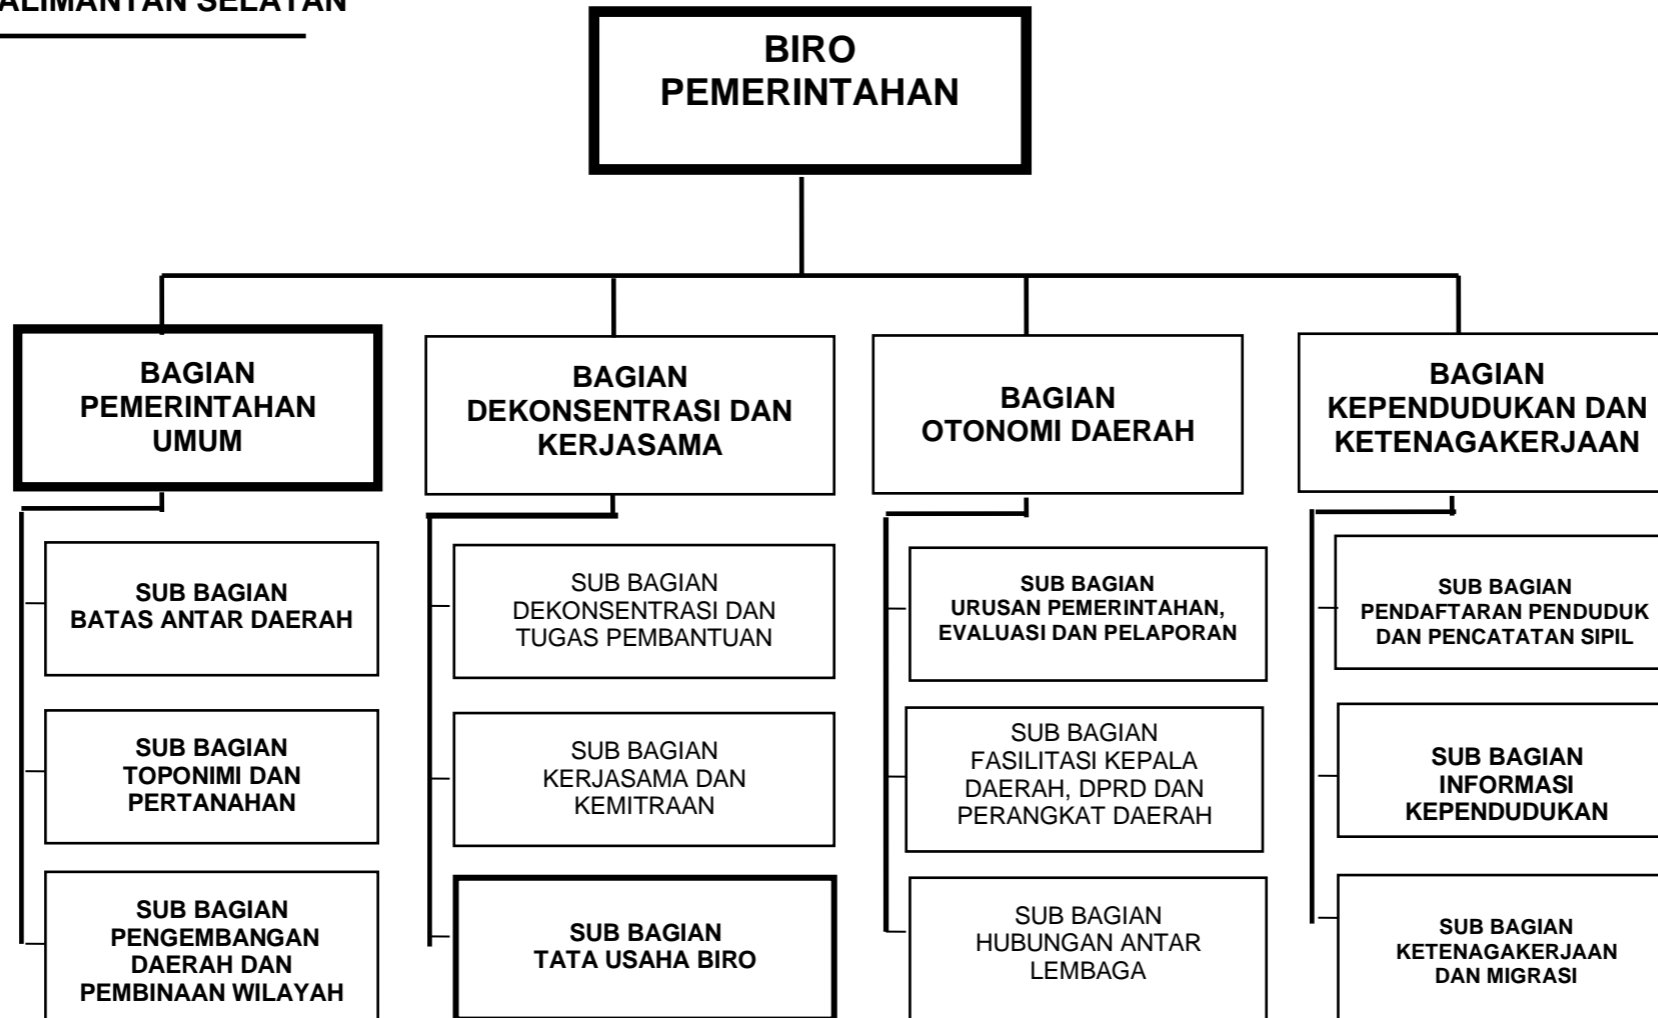 ALIMANTAN SELATAN
BIRO
PEMERINTAHAN
BAGIAN
PEMERINTAHAN
UMUM
BAGIAN
DEKONSENTRASI DAN
KERJASAMA
BAGIAN
OTONOMI DAERAH
BAGIAN
KEPENDUDUKAN DAN
KETENAGAKERJAAN
SUB BAGIAN
BATAS ANTAR DAERAH
SUB BAGIAN
DEKONSENTRASI DAN
TUGAS PEMBANTUAN
SUB BAGIAN
URUSAN PEMERINTAHAN,
EVALUASI DAN PELAPORAN
SUB BAGIAN
PENDAFTARAN PENDUDUK
DAN PENCATATAN SIPIL
SUB BAGIAN
TOPONIMI DAN
PERTANAHAN
SUB BAGIAN
KERJASAMA DAN
KEMITRAAN
SUB BAGIAN
FASILITASI KEPALA
DAERAH, DPRD DAN
PERANGKAT DAERAH
SUB BAGIAN
INFORMASI
KEPENDUDUKAN
SUB BAGIAN
PENGEMBANGAN
DAERAH DAN
PEMBINAAN WILAYAH
SUB BAGIAN
TATA USAHA BIRO
SUB BAGIAN
HUBUNGAN ANTAR
LEMBAGA
SUB BAGIAN
KETENAGAKERJAAN
DAN MIGRASI